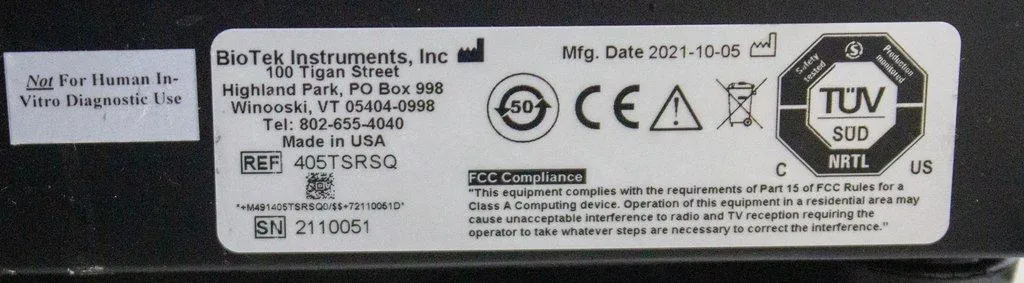 Not For Human In-
Vitro Diagnostic Use
BioTek Instruments, Inc
100 Tigan Street
Highland Park, PO Box 998
Winooski, VT 05404-0998
Tel: 802-655-4040
Made in USA
REF 405TSRSQ
*+M491405TSRSQ0/$$+72110051D*
SN 2110051
Mfg. Date 2021-10-05
50
CE
Safety tested
Production monitored
TÜV
SÜD
NRTL
C US
FCC Compliance
"This equipment complies with the requirements of Part 15 of FCC Rules for a
Class A Computing device. Operation of this equipment in a residential area may
cause unacceptable interference to radio and TV reception requiring the
operator to take whatever steps are necessary to correct the interference."